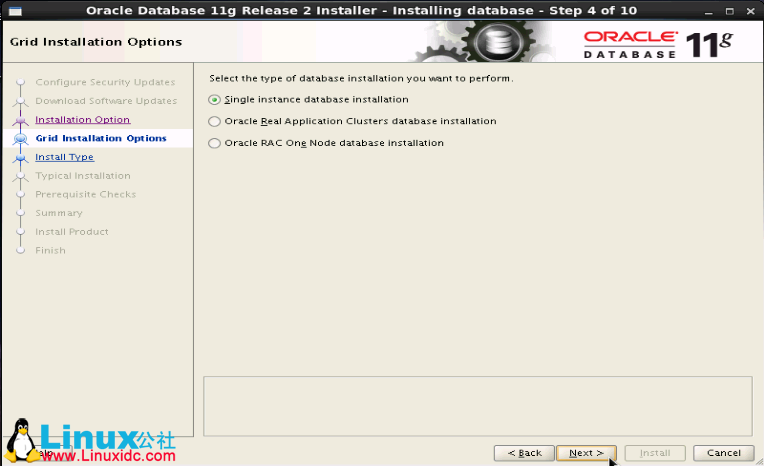 Oracle Database 11g Release 2 Installer - Installing database - Step 4 of 10
Grid Installation Options
ORACLE
DATABASE 11g
Configure Security Updates
Download Software Updates
Installation Option
Grid Installation Options
Install Type
Typical Installation
Prerequisite Checks
Summary
Install Product
Finish
Select the type of database installation you want to perform.
Single instance database installation
Oracle Real Application Clusters database installation
Oracle RAC One Node database installation
Linux公社
www.Linuxidc.com
< Back
Next >
Install
Cancel